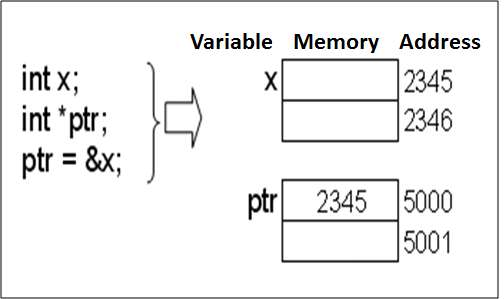 Variable Memory Address
int x;
int *ptr;
ptr = &x;
x 2345
2346
ptr 2345 5000
5001